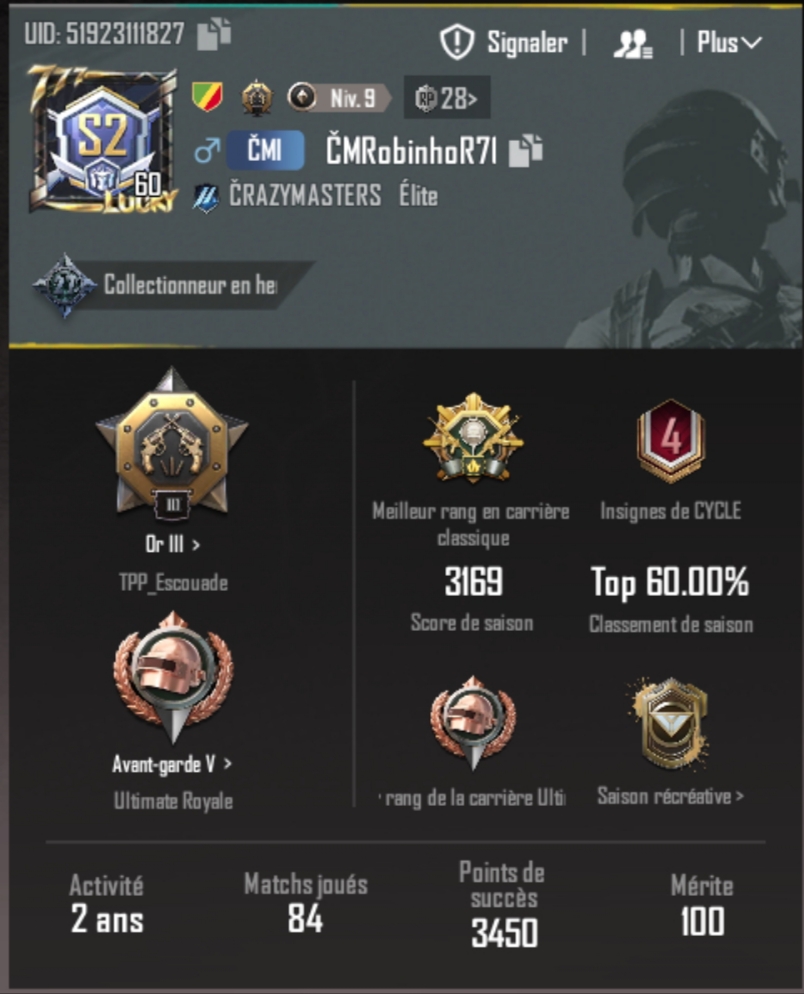 UID: 51923111827
Signaler | | Plus
S2
60
LUCKY
Niv. 9
RP 28>
ČMI ČMRobinhoR7I
ČRAZYMASTERS Élite
Collectionneur en he
III
Or III >
TPP_Escouade
Meilleur rang en carrière
classique
4
Insignes de CYCLE
3169
Score de saison
Top 60.00%
Classement de saison
Avant-garde V >
Ultimate Royale
rang de la carrière Ulti
Saison récréative >
Activité
2 ans
Matchs joués
84
Points de
succès
3450
Mérite
100